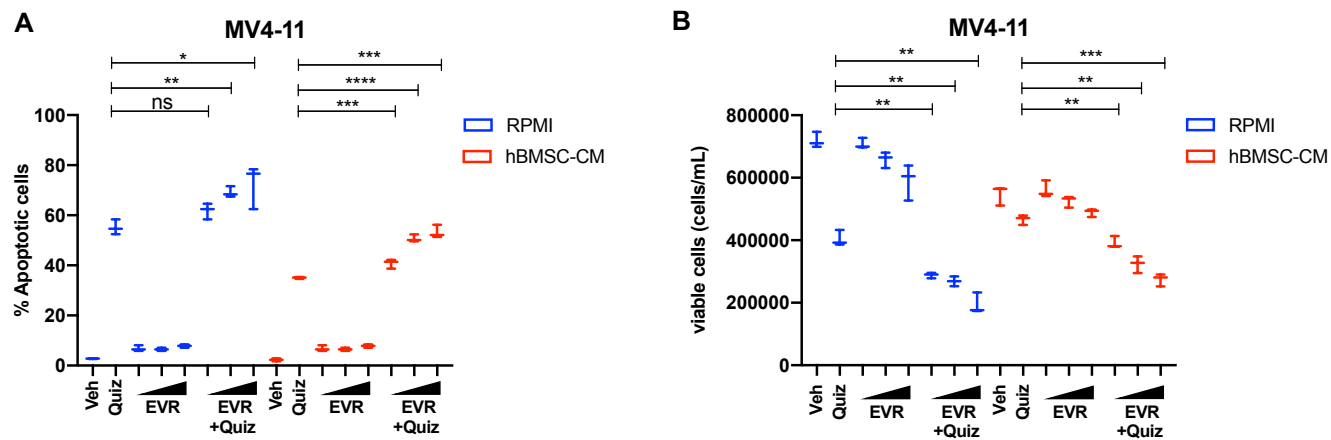 A
MV4-11
*
**
ns
***
****
***
% Apoptotic cells
100
80
60
40
20
0
Veh
Quiz
EVR
EVR
+Quiz
Veh
Quiz
EVR
EVR
+Quiz
RPMI
hBMSC-CM
B
MV4-11
**
**
**
***
**
**
viable cells (cells/mL)
800000
600000
400000
200000
0
Veh
Quiz
EVR
EVR
+Quiz
Veh
Quiz
EVR
EVR
+Quiz
RPMI
hBMSC-CM